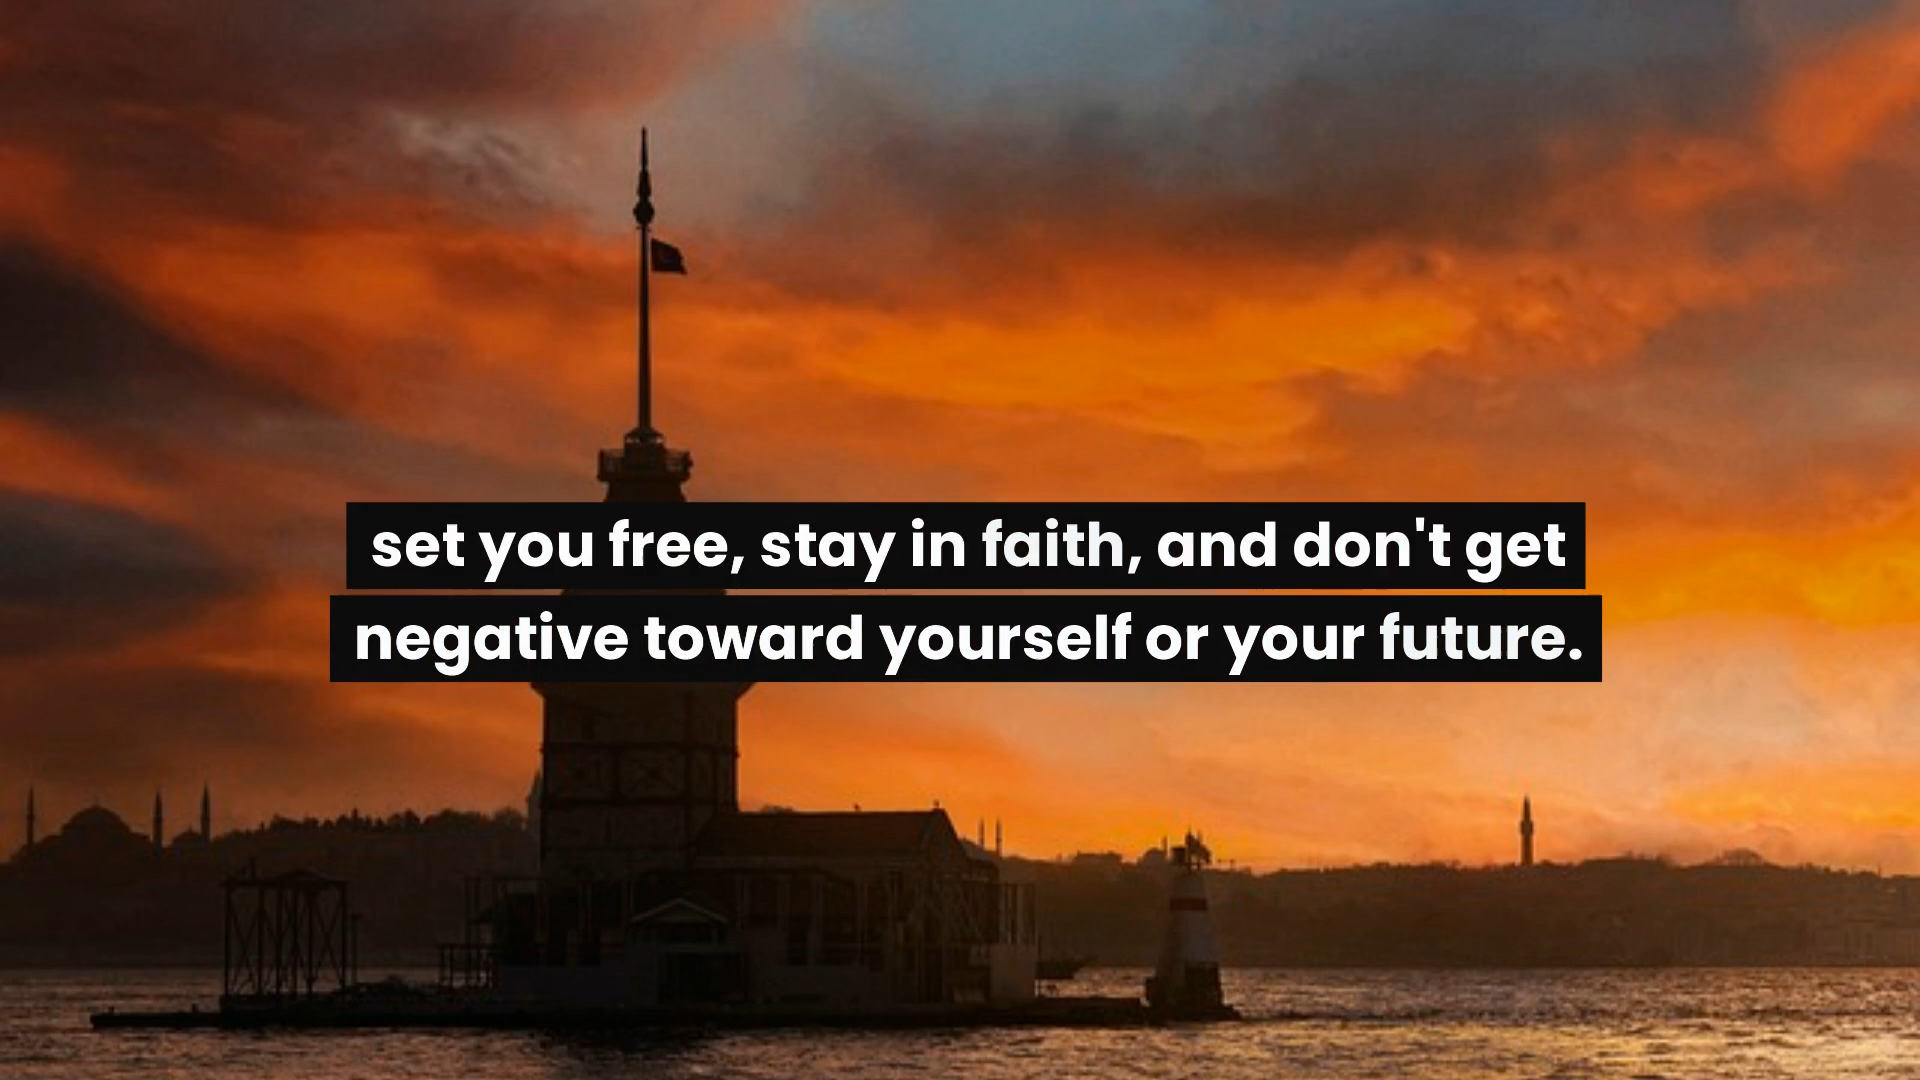 set you free, stay in faith, and don't get
negative toward yourself or your future.